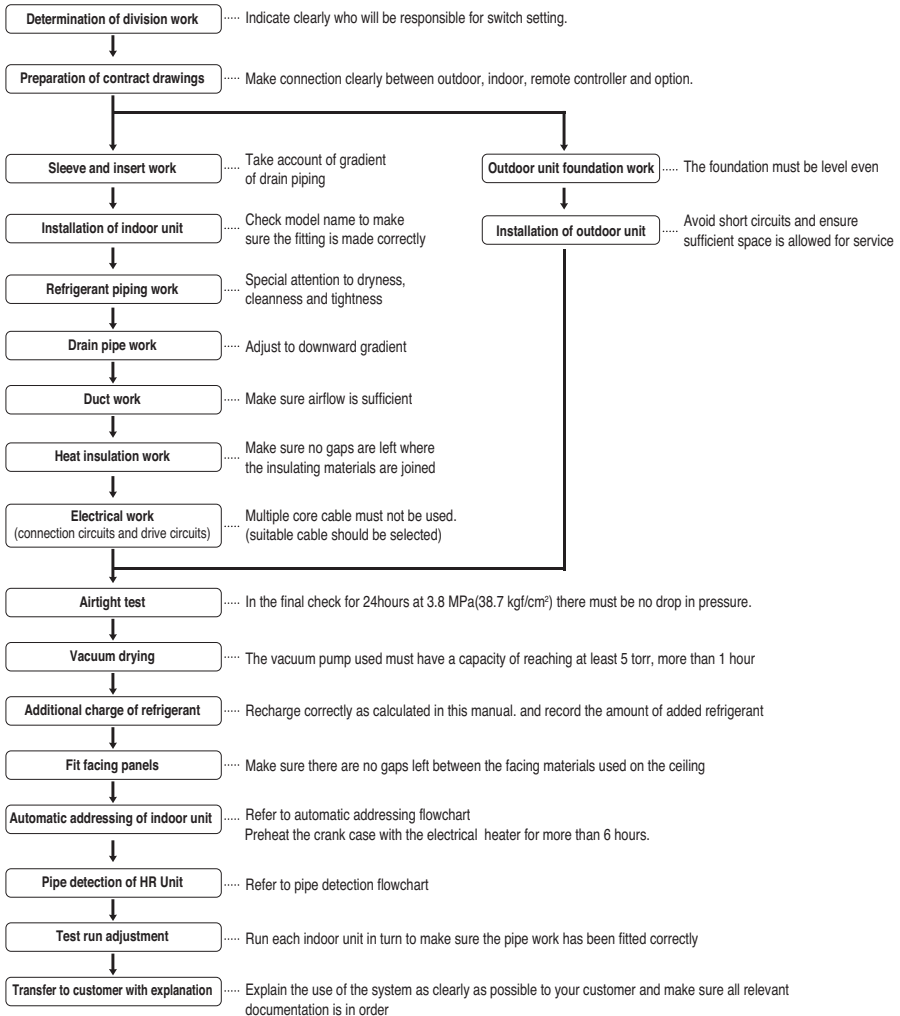 Determination of division work ····· Indicate clearly who will be responsible for switch setting.
Preparation of contract drawings ····· Make connection clearly between outdoor, indoor, remote controller and option.
Sleeve and insert work ····· Take account of gradient
of drain piping
Outdoor unit foundation work ····· The foundation must be level even
Installation of indoor unit ····· Check model name to make
sure the fitting is made correctly
Installation of outdoor unit ····· Avoid short circuits and ensure
sufficient space is allowed for service
Refrigerant piping work ····· Special attention to dryness,
cleanness and tightness
Drain pipe work ····· Adjust to downward gradient
Duct work ····· Make sure airflow is sufficient
Heat insulation work ····· Make sure no gaps are left where
the insulating materials are joined
Electrical work
(connection circuits and drive circuits) ····· Multiple core cable must not be used.
(suitable cable should be selected)
Airtight test ····· In the final check for 24hours at 3.8 MPa(38.7 kgf/cm²) there must be no drop in pressure.
Vacuum drying ····· The vacuum pump used must have a capacity of reaching at least 5 torr, more than 1 hour
Additional charge of refrigerant ····· Recharge correctly as calculated in this manual. and record the amount of added refrigerant
Fit facing panels ····· Make sure there are no gaps left between the facing materials used on the ceiling
Automatic addressing of indoor unit ····· Refer to automatic addressing flowchart
Preheat the crank case with the electrical heater for more than 6 hours.
Pipe detection of HR Unit ····· Refer to pipe detection flowchart
Test run adjustment ····· Run each indoor unit in turn to make sure the pipe work has been fitted correctly
Transfer to customer with explanation ····· Explain the use of the system as clearly as possible to your customer and make sure all relevant
documentation is in order